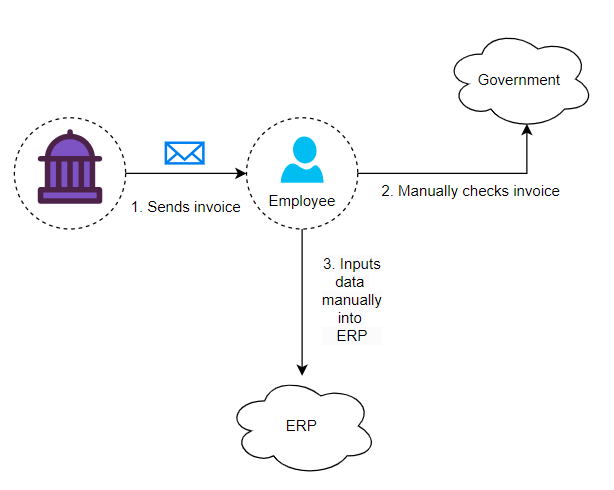 Government
1. Sends invoice
Employee
2. Manually checks invoice
3. Inputs
data
manually
into
ERP
ERP